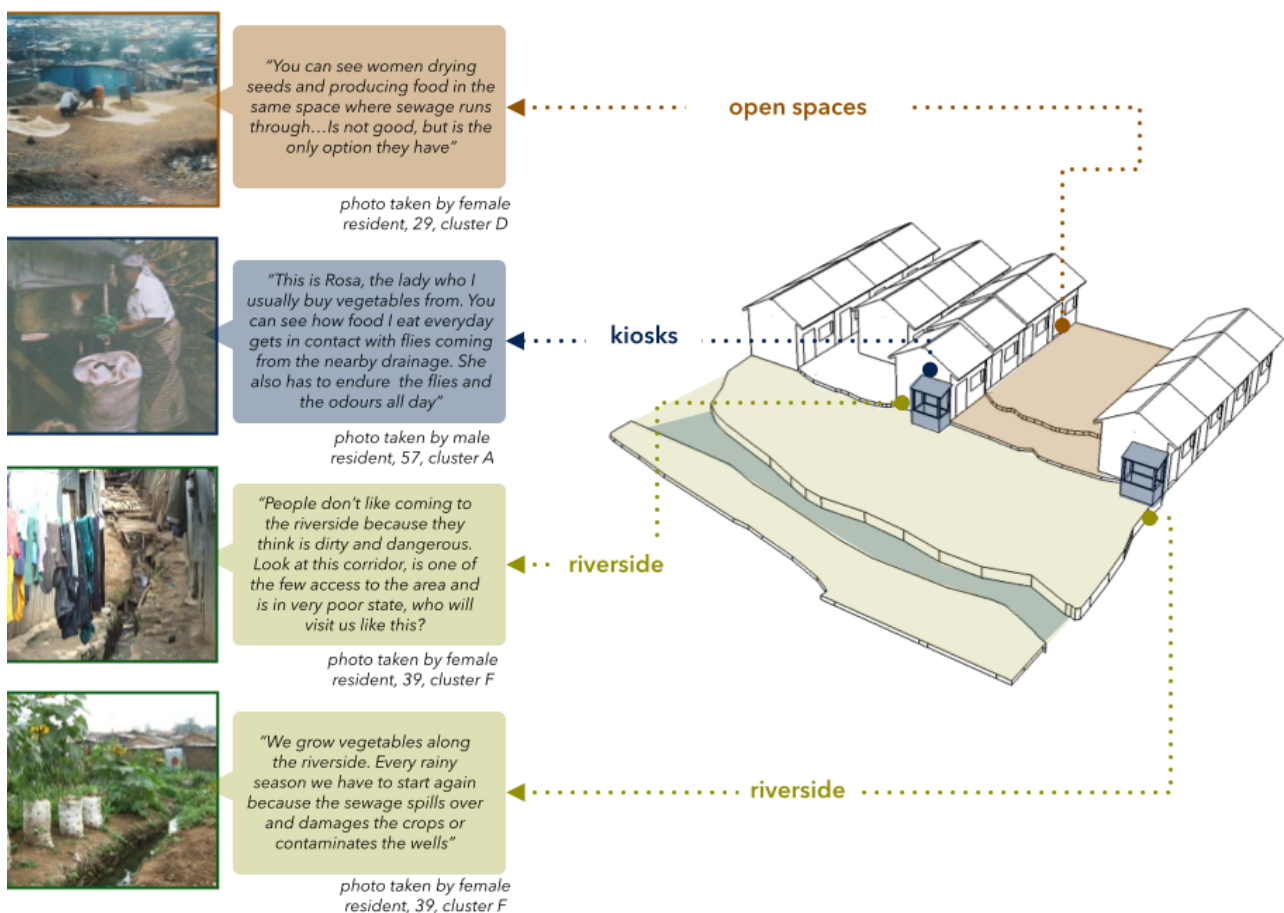 “You can see women drying
seeds and producing food in the
same space where sewage runs
through…Is not good, but is the
only option they have”
photo taken by female
resident, 29, cluster D
open spaces
“This is Rosa, the lady who I
usually buy vegetables from. You
can see how food I eat everyday
gets in contact with flies coming
from the nearby drainage. She
also has to endure the flies and
the odours all day”
photo taken by male
resident, 57, cluster A
kiosks
“People don’t like coming to
the riverside because they
think is dirty and dangerous.
Look at this corridor, is one of
the few access to the area and
is in very poor state, who will
visit us like this?
photo taken by female
resident, 39, cluster F
riverside
“We grow vegetables along
the riverside. Every rainy
season we have to start again
because the sewage spills over
and damages the crops or
contaminates the wells”
photo taken by female
resident, 39, cluster F
riverside